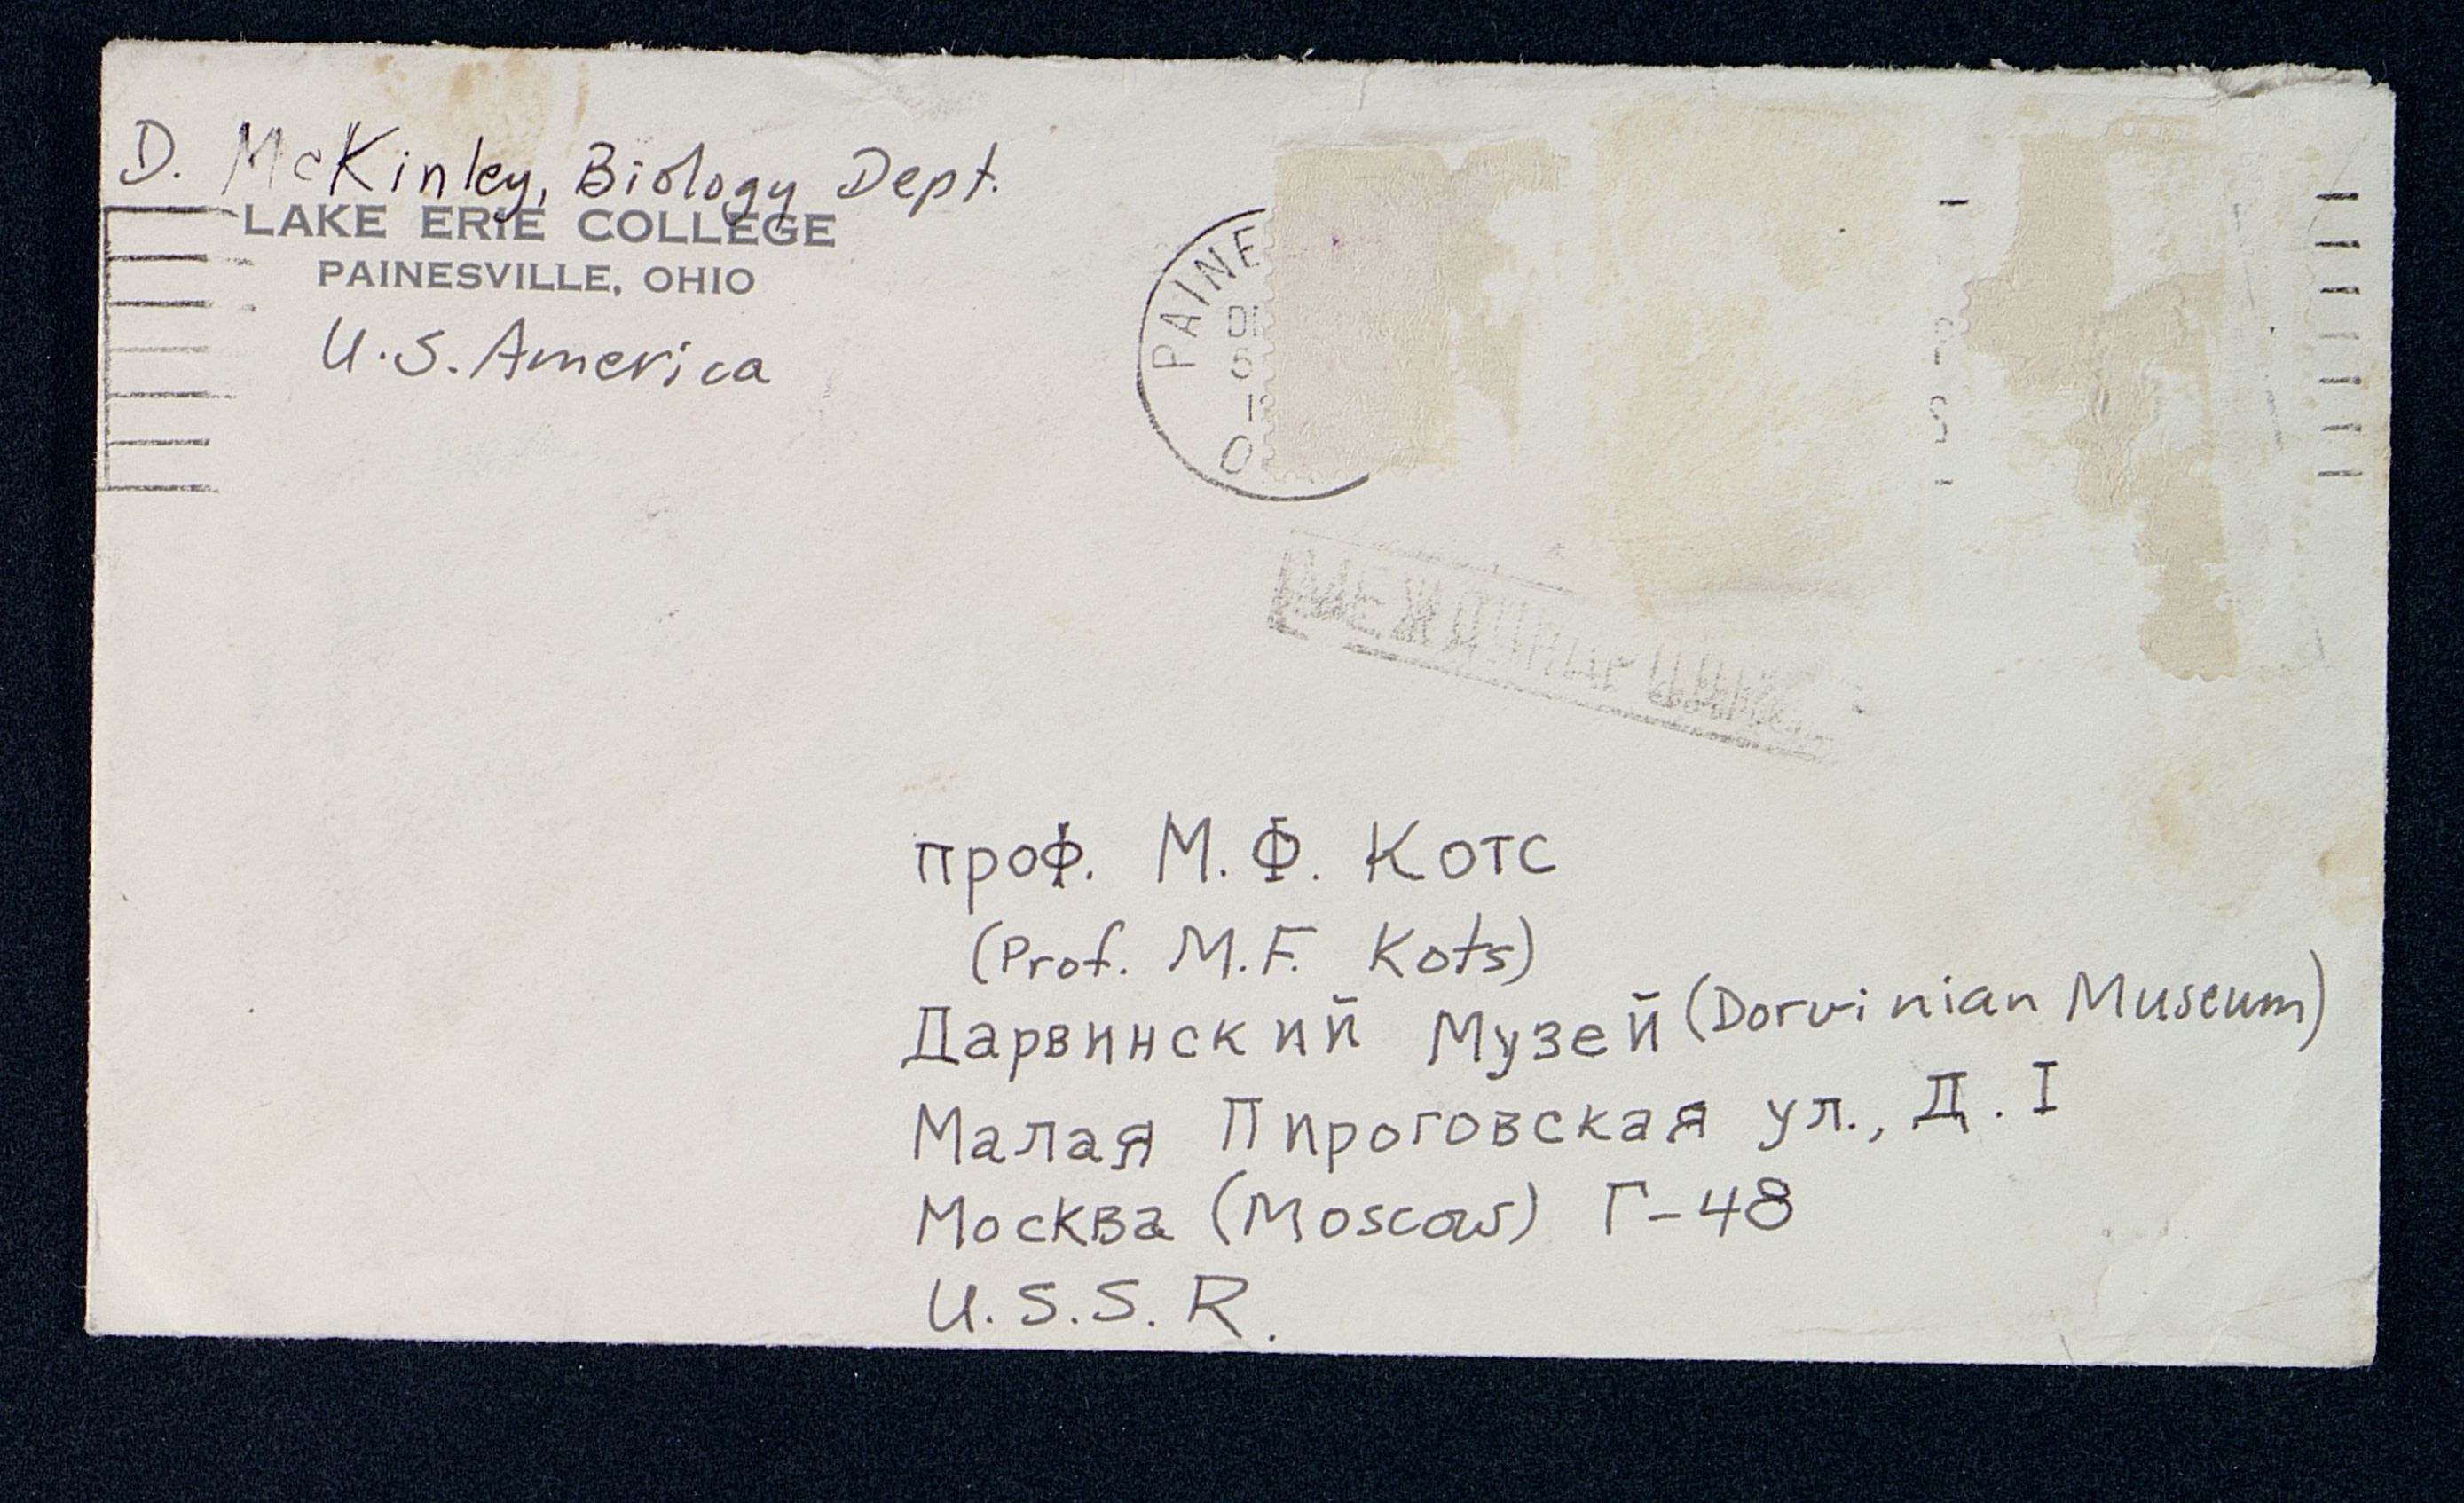 D. McKinley, Biology Dept.
LAKE ERIE COLLEGE
PAINESVILLE, OHIO
U.S. America
PAINE
проф. М. Ф. Котс
(Prof. M.F. Kots)
Дарвинский Музей (Dorvinian Museum)
Малая Пироговская ул., Д. I
Москва (Moscow) Г-48
U.S.S.R.